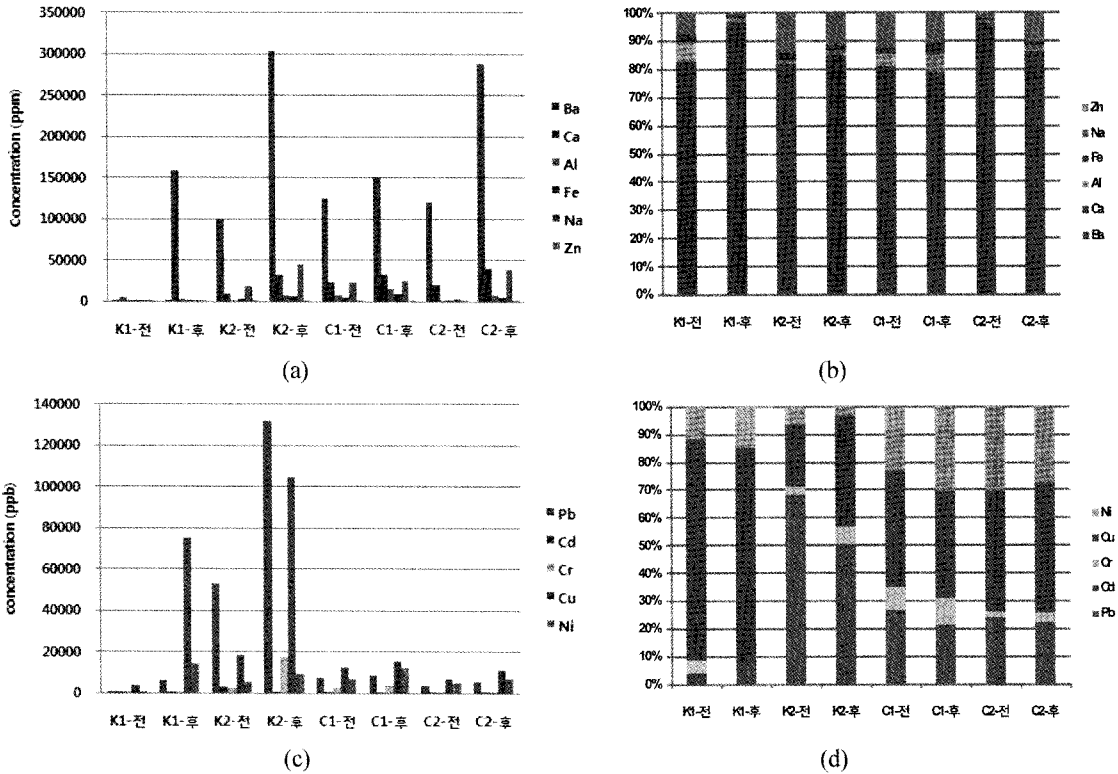 Concentration (ppm)
350000
300000
250000
200000
150000
100000
50000
0
K1-전 K1-후 K2-전 K2-후 C1-전 C1-후 C2-전 C2-후
Ba
Ca
Al
Fe
Na
Zn
(a)
100%
90%
80%
70%
60%
50%
40%
30%
20%
10%
0%
K1-전 K1-후 K2-전 K2-후 C1-전 C1-후 C2-전 C2-후
Zn
Na
Fe
Al
Ca
Ba
(b)
concentration (ppb)
140000
120000
100000
80000
60000
40000
20000
0
K1-전 K1-후 K2-전 K2-후 C1-전 C1-후 C2-전 C2-후
Pb
Cd
Cr
Cu
Ni
(c)
100%
90%
80%
70%
60%
50%
40%
30%
20%
10%
0%
K1-전 K1-후 K2-전 K2-후 C1-전 C1-후 C2-전 C2-후
Ni
Cu
Cr
Cd
Pb
(d)